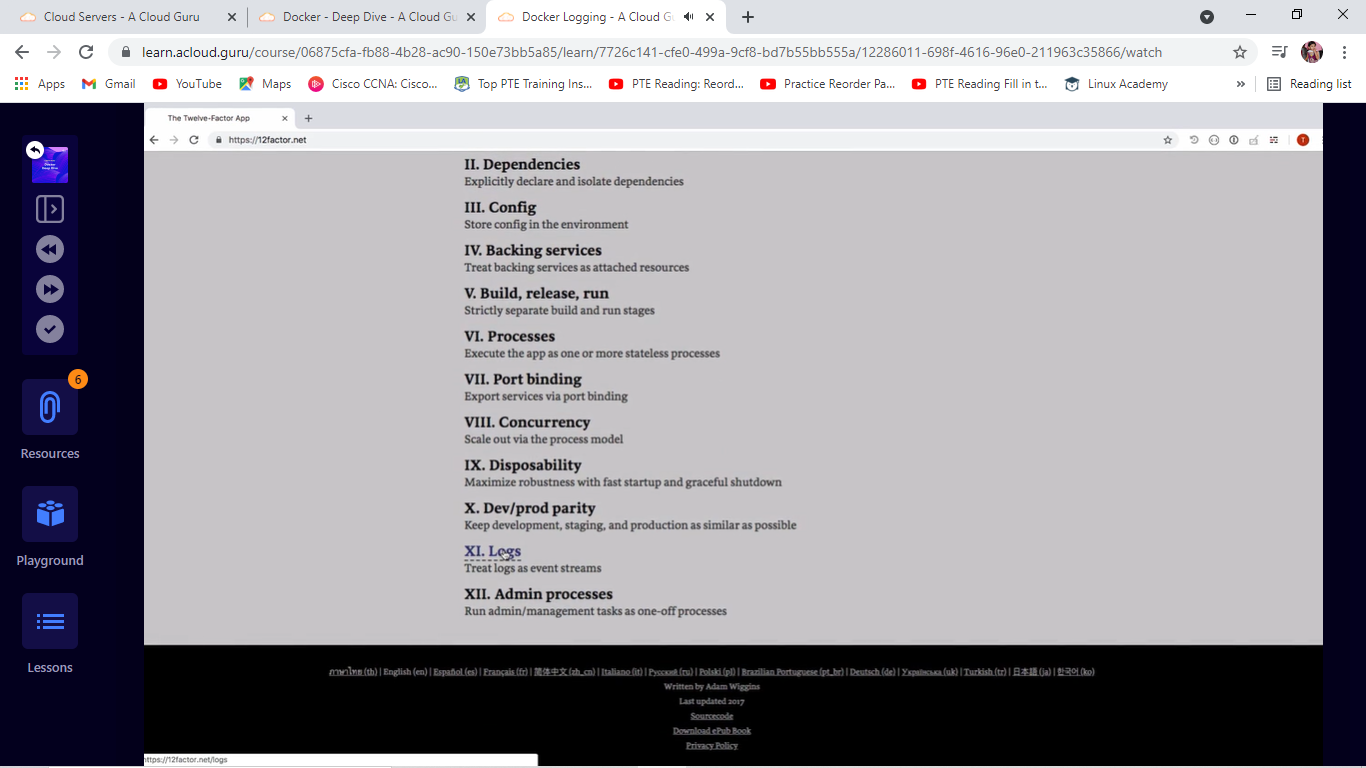 Cloud Servers - A Cloud Guru
Docker - Deep Dive - A Cloud Gu
Docker Logging - A Cloud G
learn.acloud.guru/course/06875cfa-fb88-4b28-ac90-150e73bb5a85/learn/7726c141-cfe0-499a-9cf8-bd7b55bb555a/12286011-698f-4616-96e0-211963c35866/watch
Apps
Gmail
YouTube
Maps
Cisco CCNA: Cisco...
Top PTE Training Ins...
PTE Reading: Reord...
Practice Reorder Pa...
PTE Reading Fill in t...
Linux Academy
Reading list
The Twelve-Factor App
https://12factor.net
T
Docker
Deep Dive
6
Resources
Playground
Lessons
II. Dependencies
Explicitly declare and isolate dependencies
III. Config
Store config in the environment
IV. Backing services
Treat backing services as attached resources
V. Build, release, run
Strictly separate build and run stages
VI. Processes
Execute the app as one or more stateless processes
VII. Port binding
Export services via port binding
VIII. Concurrency
Scale out via the process model
IX. Disposability
Maximize robustness with fast startup and graceful shutdown
X. Dev/prod parity
Keep development, staging, and production as similar as possible
XI. Logs
Treat logs as event streams
XII. Admin processes
Run admin/management tasks as one-off processes
ภาษาไทย (th) | English (en) | Español (es) | Français (fr) | 简体中文 (zh_cn) | Italiano (it) | Русский (ru) | Polski (pl) | Brazilian Portuguese (pt_br) | Deutsch (de) | Українська (uk) | Turkish (tr) | 日本語 (ja) | 한국어 (ko)
Written by Adam Wiggins
Last updated 2017
Sourcecode
Download ePub Book
Privacy Policy
https://12factor.net/logs